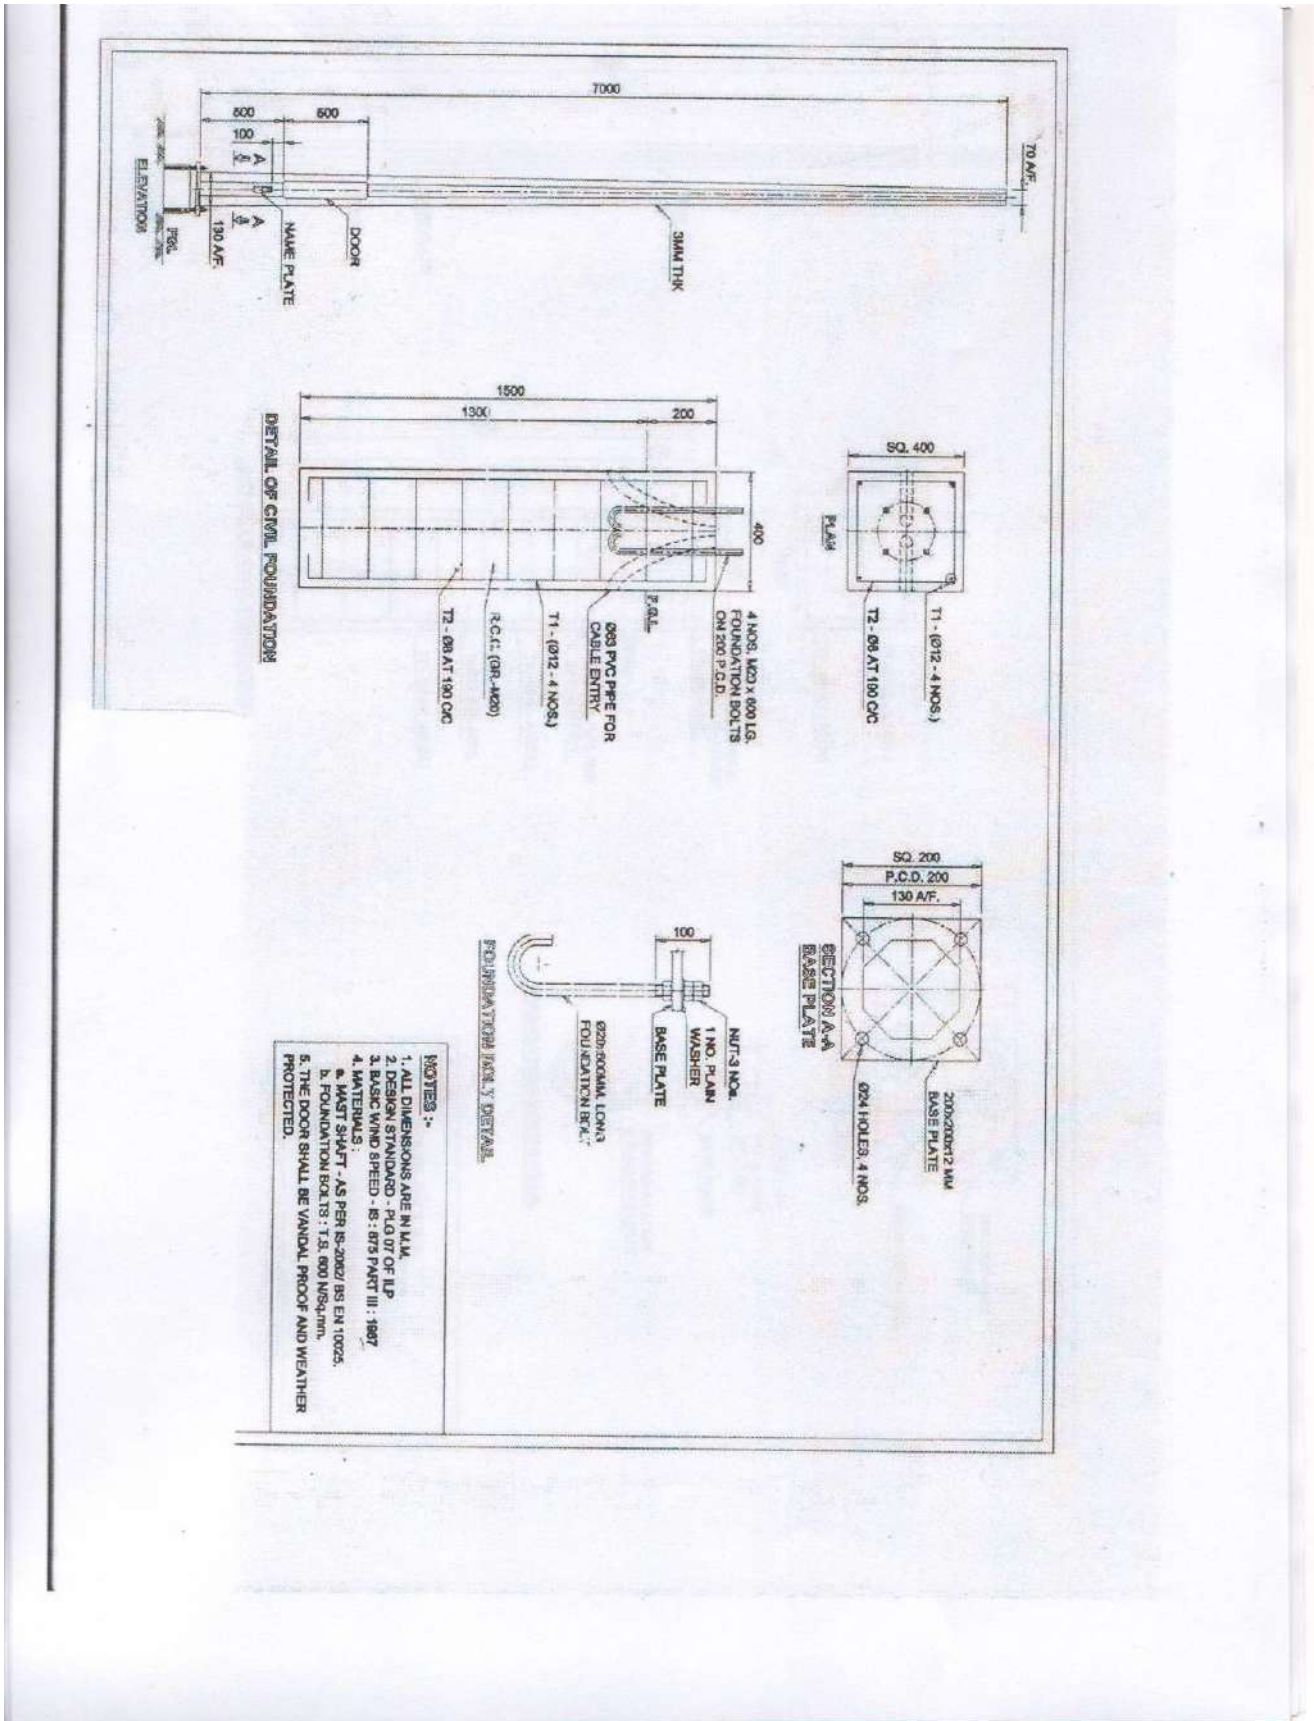 7000
500
500
100
A
A
70 A/F.
3MM THK
DOOR
NAME PLATE
130 A/F.
FGL
ELEVATION
1500
1300
200
400
4 NOS. M20 x 600 LG.
FOUNDATION BOLTS
ON 200 P.C.D.
F.G.L.
Ø63 PVC PIPE FOR
CABLE ENTRY
T1 - (Ø12 - 4 NOS.)
R.C.C. (GR.-M20)
T2 - Ø8 AT 190 C/C
DETAIL OF CIVIL FOUNDATION
SQ. 400
PLAN
T1 - (Ø12 - 4 NOS.)
T2 - Ø8 AT 190 C/C
SQ. 200
P.C.D. 200
130 A/F.
200x200x12 MM
BASE PLATE
Ø24 HOLES, 4 NOS.
SECTION A-A
BASE PLATE
100
NUT-3 NOs.
1 NO. PLAIN
WASHER
BASE PLATE
600MM. LONG
FOUNDATION BOLT
FOUNDATION DETAIL
NOTES :-
1. ALL DIMENSIONS ARE IN M.M.
2. DESIGN STANDARD - PLG 07 OF ILP
3. BASIC WIND SPEED - IS : 875 PART III : 1987
4. MATERIALS :
a. MAST SHAFT - AS PER IS-2062/ BS EN 10025.
b. FOUNDATION BOLTS : T.S. 600 N/Sq.mm.
5. THE DOOR SHALL BE VANDAL PROOF AND WEATHER
PROTECTED.